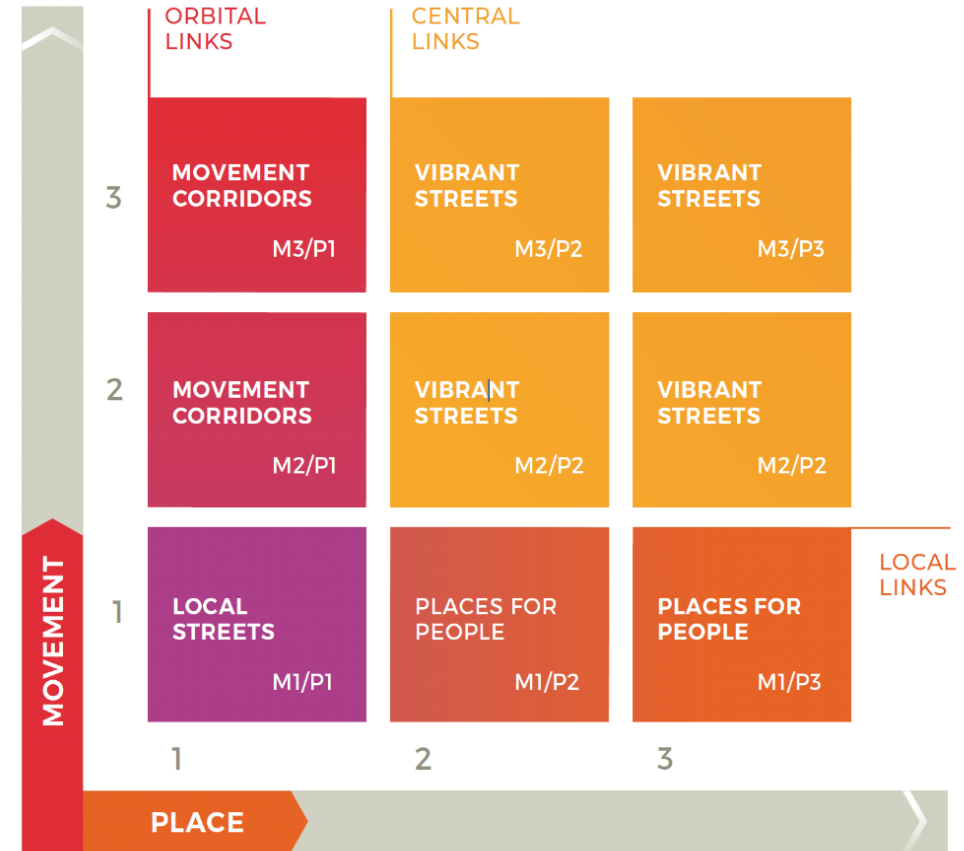 ORBITAL
LINKS
CENTRAL
LINKS
3
MOVEMENT
CORRIDORS
M3/P1
VIBRANT
STREETS
M3/P2
VIBRANT
STREETS
M3/P3
2
MOVEMENT
CORRIDORS
M2/P1
VIBRANT
STREETS
M2/P2
VIBRANT
STREETS
M2/P2
1
LOCAL
STREETS
M1/P1
PLACES FOR
PEOPLE
M1/P2
PLACES FOR
PEOPLE
M1/P3
LOCAL
LINKS
MOVEMENT
1
2
3
PLACE